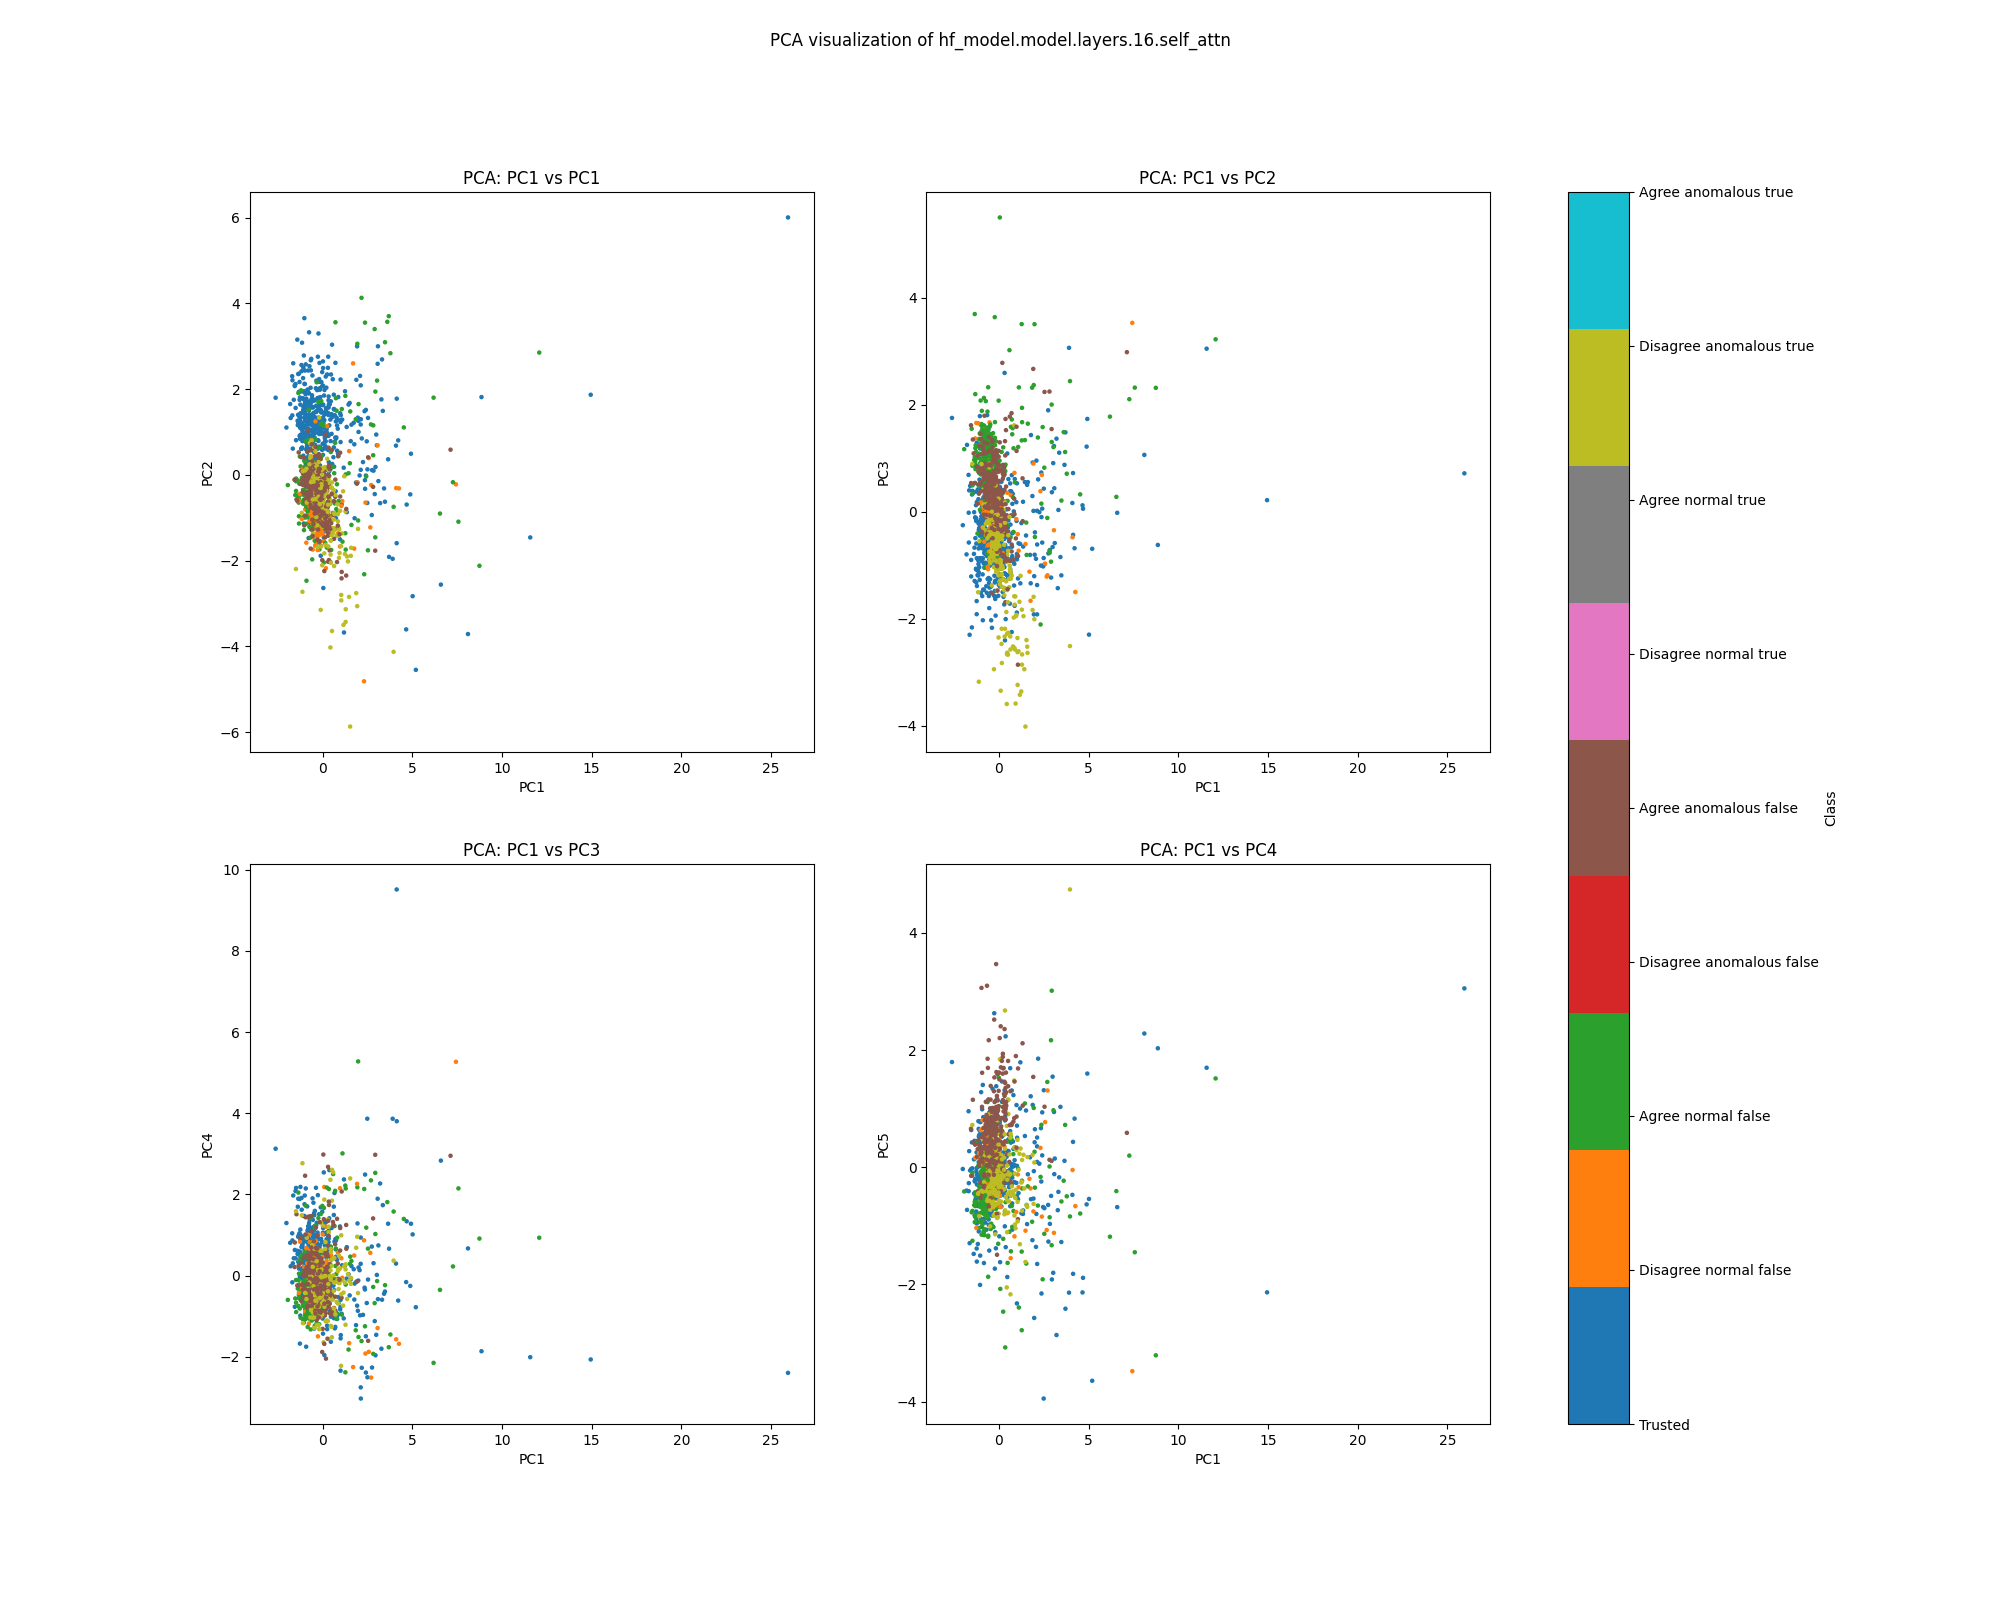 PCA visualization of hf_model.model.layers.16.self_attn
PCA: PC1 vs PC1
6
4
2
0
−2
−4
−6
PC2
0 5 10 15 20 25
PC1
PCA: PC1 vs PC2
4
2
0
−2
−4
PC3
0 5 10 15 20 25
PC1
PCA: PC1 vs PC3
10
8
6
4
2
0
−2
PC4
0 5 10 15 20 25
PC1
PCA: PC1 vs PC4
4
2
0
−2
−4
PC5
0 5 10 15 20 25
PC1
Agree anomalous true
Disagree anomalous true
Agree normal true
Disagree normal true
Agree anomalous false
Disagree anomalous false
Agree normal false
Disagree normal false
Trusted
Class